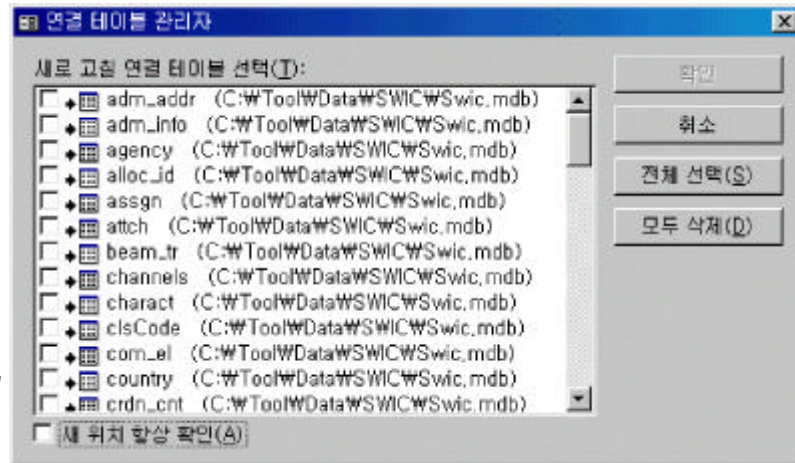 연결 테이블 관리자
새로 고칠 연결 테이블 선택(T):
adm_addr (C:₩Tool₩Data₩SWIC₩Swic.mdb)
adm_info (C:₩Tool₩Data₩SWIC₩Swic.mdb)
agency (C:₩Tool₩Data₩SWIC₩Swic.mdb)
alloc_id (C:₩Tool₩Data₩SWIC₩Swic.mdb)
assgn (C:₩Tool₩Data₩SWIC₩Swic.mdb)
attch (C:₩Tool₩Data₩SWIC₩Swic.mdb)
beam_tr (C:₩Tool₩Data₩SWIC₩Swic.mdb)
channels (C:₩Tool₩Data₩SWIC₩Swic.mdb)
charact (C:₩Tool₩Data₩SWIC₩Swic.mdb)
clsCode (C:₩Tool₩Data₩SWIC₩Swic.mdb)
com_el (C:₩Tool₩Data₩SWIC₩Swic.mdb)
country (C:₩Tool₩Data₩SWIC₩Swic.mdb)
crdn_cnt (C:₩Tool₩Data₩SWIC₩Swic.mdb)
새 위치 항상 확인(A)
확인
취소
전체 선택(S)
모두 삭제(D)